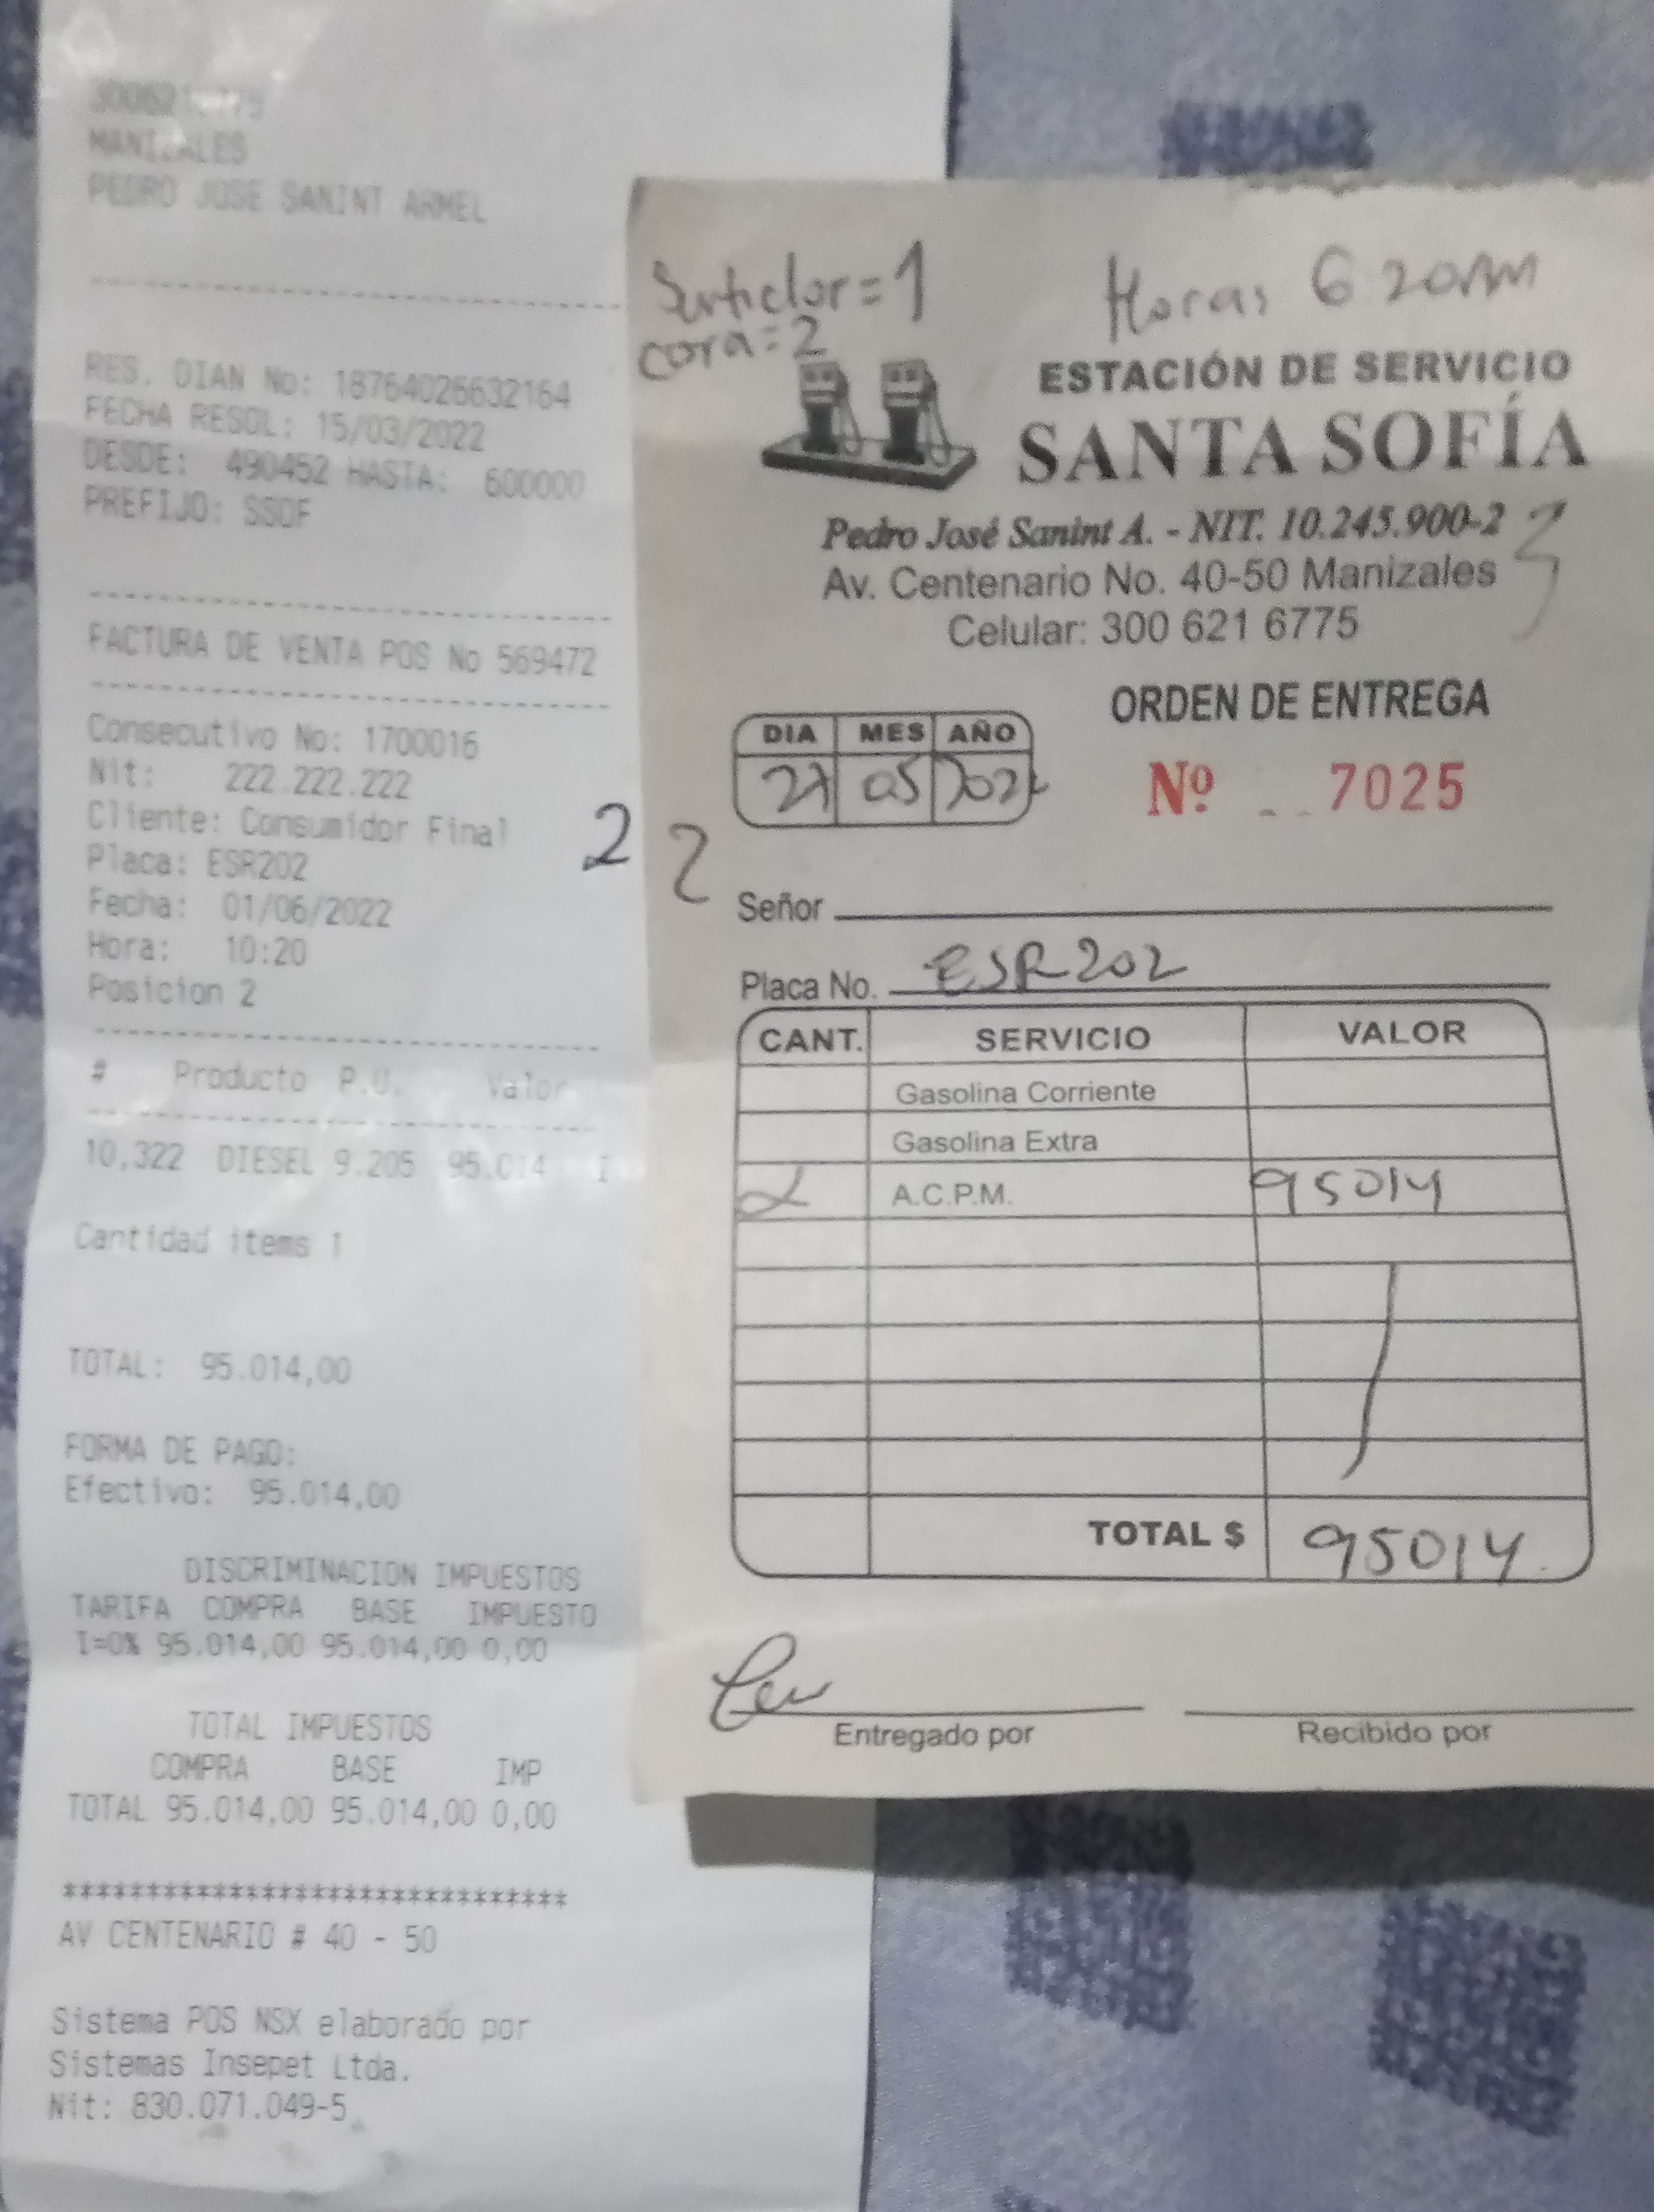 MANIZALES
PEDRO JOSE SANINT ARMEL
RES. DIAN No: 18764026632164
FECHA RESOL: 15/03/2022
DESDE: 490452 HASTA: 600000
PREFIJO: SSOF
FACTURA DE VENTA POS No 569472
Consecutivo No: 1700016
Nit: 222.222.222
Cliente: Consumidor Final
Placa: ESR202
Fecha: 01/06/2022
Hora: 10:20
Posicion 2
# Producto P.U. Valor
10,322 DIESEL 9.205 95.014 I
Cantidad items 1
TOTAL: 95.014,00
FORMA DE PAGO:
Efectivo: 95.014,00
DISCRIMINACION IMPUESTOS
TARIFA COMPRA BASE IMPUESTO
I=0% 95.014,00 95.014,00 0,00
TOTAL IMPUESTOS
COMPRA BASE IMP
TOTAL 95.014,00 95.014,00 0,00
*******************************
AV CENTENARIO # 40 - 50
Sistema POS NSX elaborado por
Sistemas Insepet Ltda.
Nit: 830.071.049-5
2
=1
cara=2
Horas 6 20
ESTACIÓN DE SERVICIO
SANTA SOFÍA
Pedro José Sanint A. - NIT. 10.245.900-2
Av. Centenario No. 40-50 Manizales
Celular: 300 621 6775
ORDEN DE ENTREGA
DIA MES AÑO
27 05 2022
Nº 7025
2
Señor
Placa No. ESR202
CANT. SERVICIO VALOR
Gasolina Corriente
Gasolina Extra
A.C.P.M. 95014
TOTAL $ 95014
Entregado por
Recibido por